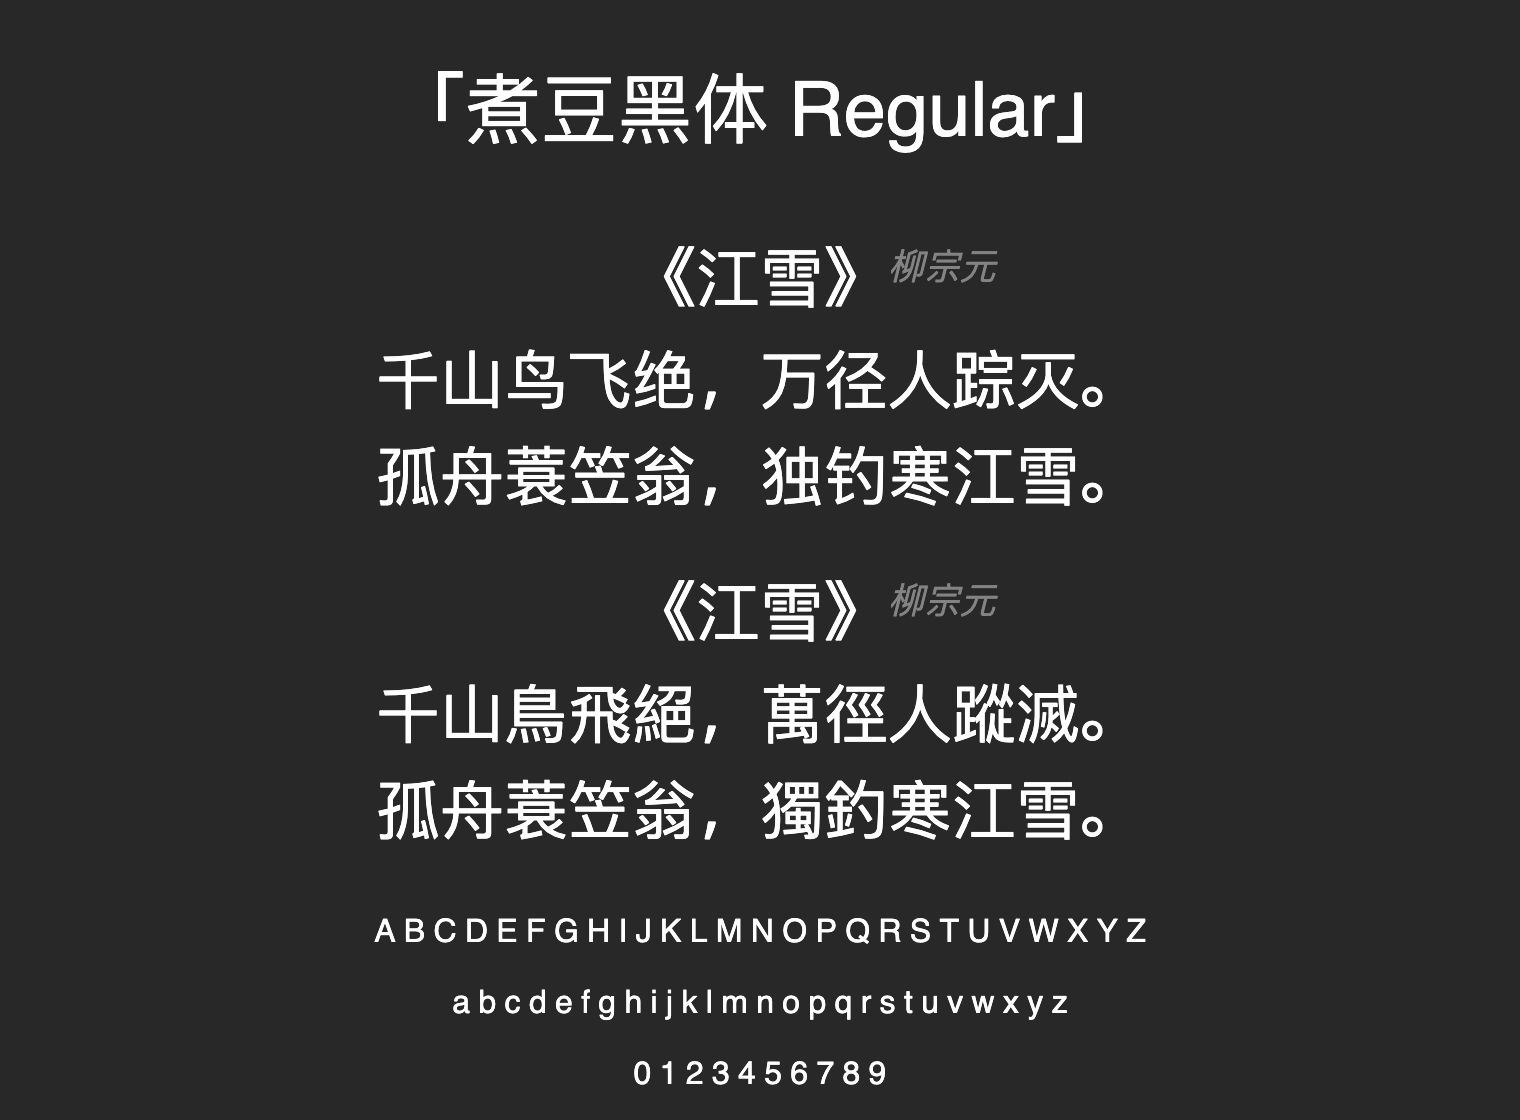 「煮豆黑体 Regular」
《江雪》 柳宗元
千山鸟飞绝，万径人踪灭。
孤舟蓑笠翁，独钓寒江雪。
《江雪》 柳宗元
千山鳥飛絕，萬徑人蹤滅。
孤舟蓑笠翁，獨釣寒江雪。
A B C D E F G H I J K L M N O P Q R S T U V W X Y Z
a b c d e f g h i j k l m n o p q r s t u v w x y z
0 1 2 3 4 5 6 7 8 9